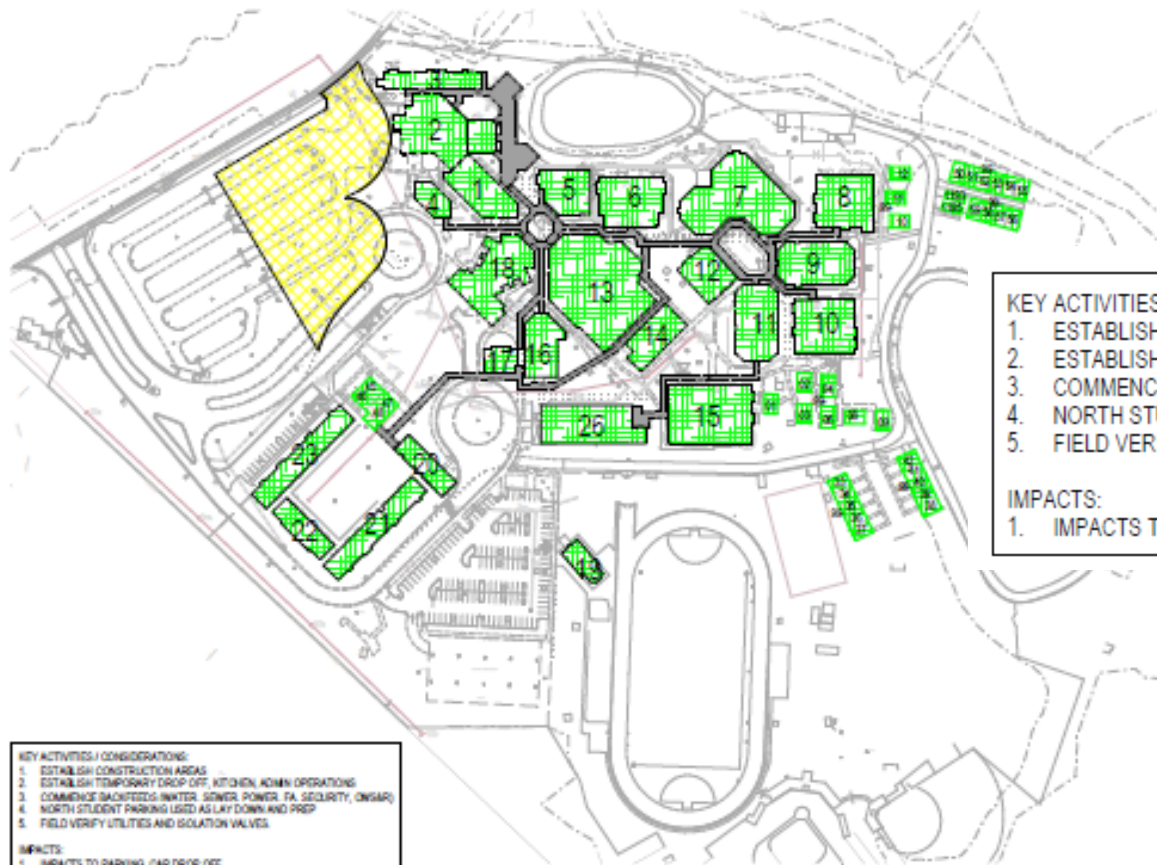 3
2
1
4
5
6
7
8
9
10
11
12
13
14
15
16
17
18
20
21
22
23
26
13
KEY ACTIVITIES
1. ESTABLISH
2. ESTABLISH
3. COMMENC
4. NORTH STU
5. FIELD VER
IMPACTS:
1. IMPACTS T
KEY ACTIVITIES / CONSIDERATIONS:
1. ESTABLISH CONSTRUCTION AREAS
2. ESTABLISH TEMPORARY DROP OFF, KITCHEN, ADMIN OPERATIONS
3. COMMENCE BACKFEEDS (WATER, SEWER, POWER, FA, SECURITY, OWS&R)
4. NORTH STUDENT PARKING USED AS LAY DOWN AND PREP
5. FIELD VERIFY UTILITIES AND ISOLATION VALVES.
IMPACTS:
1. IMPACTS TO PARKING, CAR DROP OFF